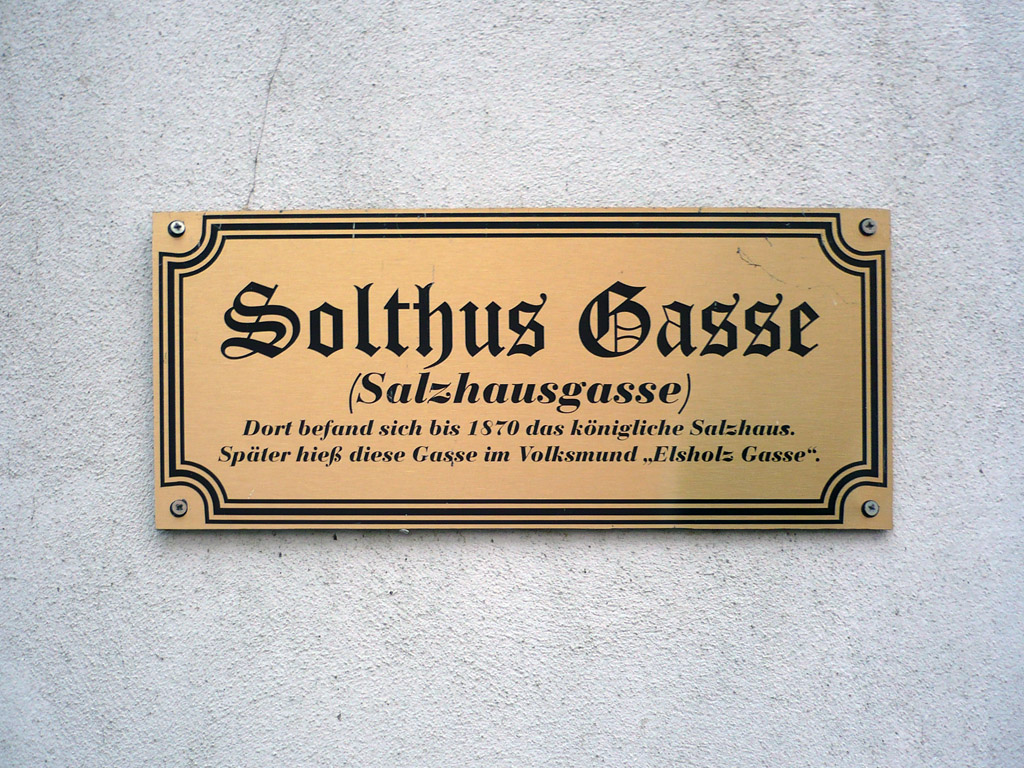 Solthus Gasse
(Salzhausgasse)
Dort befand sich bis 1870 das königliche Salzhaus.
Später hieß diese Gasse im Volksmund „Elsholz Gasse“.